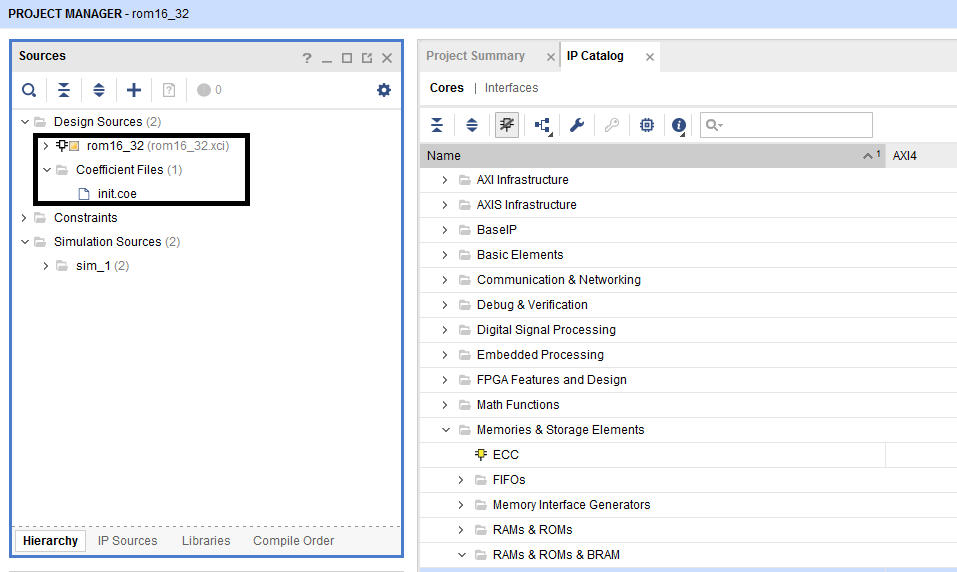 PROJECT MANAGER - rom16_32
Sources
? _
0
Design Sources (2)
rom16_32 (rom16_32.xci)
Coefficient Files (1)
init.coe
Constraints
Simulation Sources (2)
sim_1 (2)
Hierarchy IP Sources Libraries Compile Order
Project Summary × IP Catalog ×
Cores | Interfaces
Q-
Name 1 AXI4
AXI Infrastructure
AXIS Infrastructure
BaseIP
Basic Elements
Communication & Networking
Debug & Verification
Digital Signal Processing
Embedded Processing
FPGA Features and Design
Math Functions
Memories & Storage Elements
ECC
FIFOs
Memory Interface Generators
RAMs & ROMs
RAMs & ROMs & BRAM